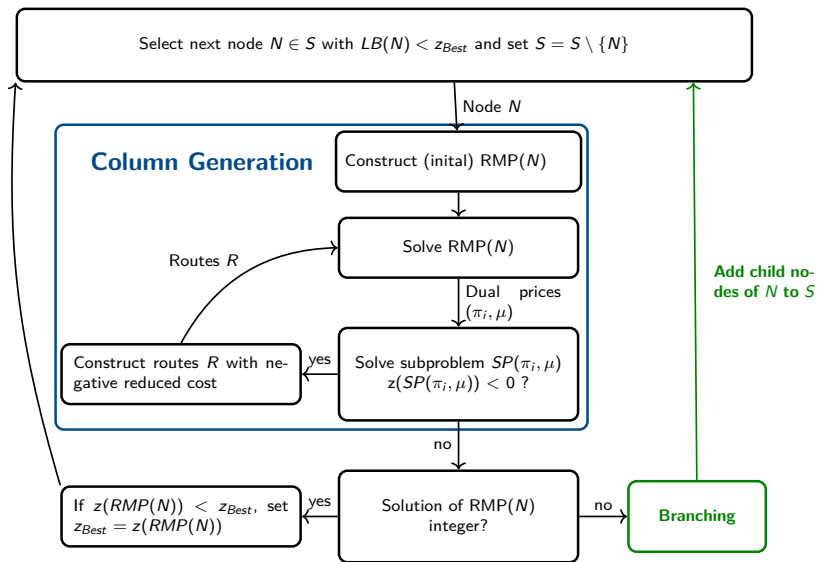 Select next node N ∈ S with LB(N) < z_Best and set S = S \ {N}
Node N
Column Generation
Construct (inital) RMP(N)
Solve RMP(N)
Routes R
Dual prices
(π_i, μ)
Add child no-
des of N to S
Construct routes R with ne-
gative reduced cost
yes
Solve subproblem SP(π_i, μ)
z(SP(π_i, μ)) < 0 ?
no
If z(RMP(N)) < z_Best, set
z_Best = z(RMP(N))
yes
Solution of RMP(N)
integer?
no
Branching